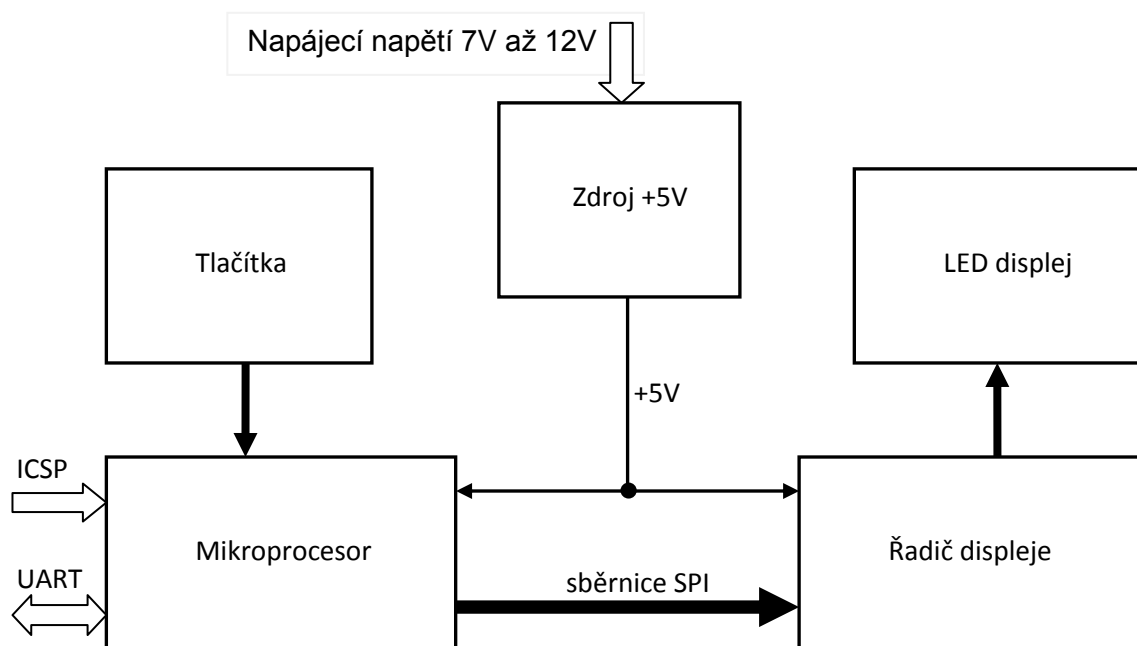 Napájecí napětí 7V až 12V
Zdroj +5V
Tlačítka
LED displej
+5V
ICSP
Mikroprocesor
Řadič displeje
UART
sběrnice SPI